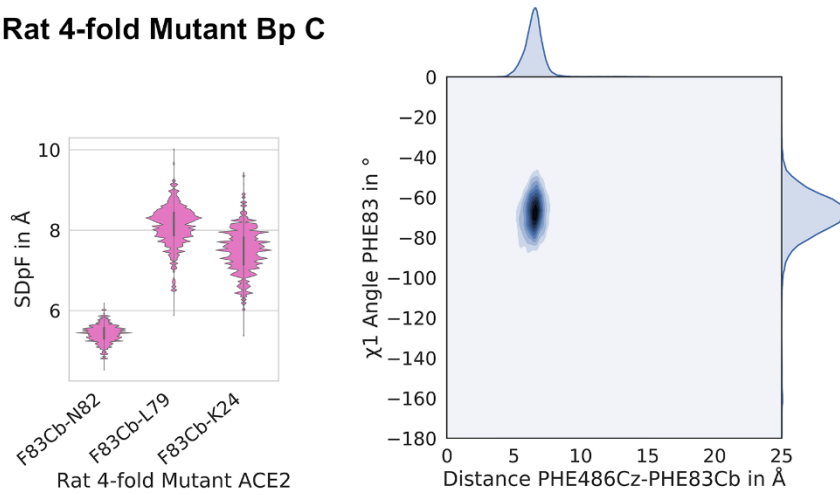 Rat 4-fold Mutant Bp C
SDpF in Å
10
8
6
F83Cb-N82
F83Cb-L79
F83Cb-K24
Rat 4-fold Mutant ACE2
χ1 Angle PHE83 in °
0
−20
−40
−60
−80
−100
−120
−140
−160
−180
0
5
10
15
20
25
Distance PHE486Cz-PHE83Cb in Å